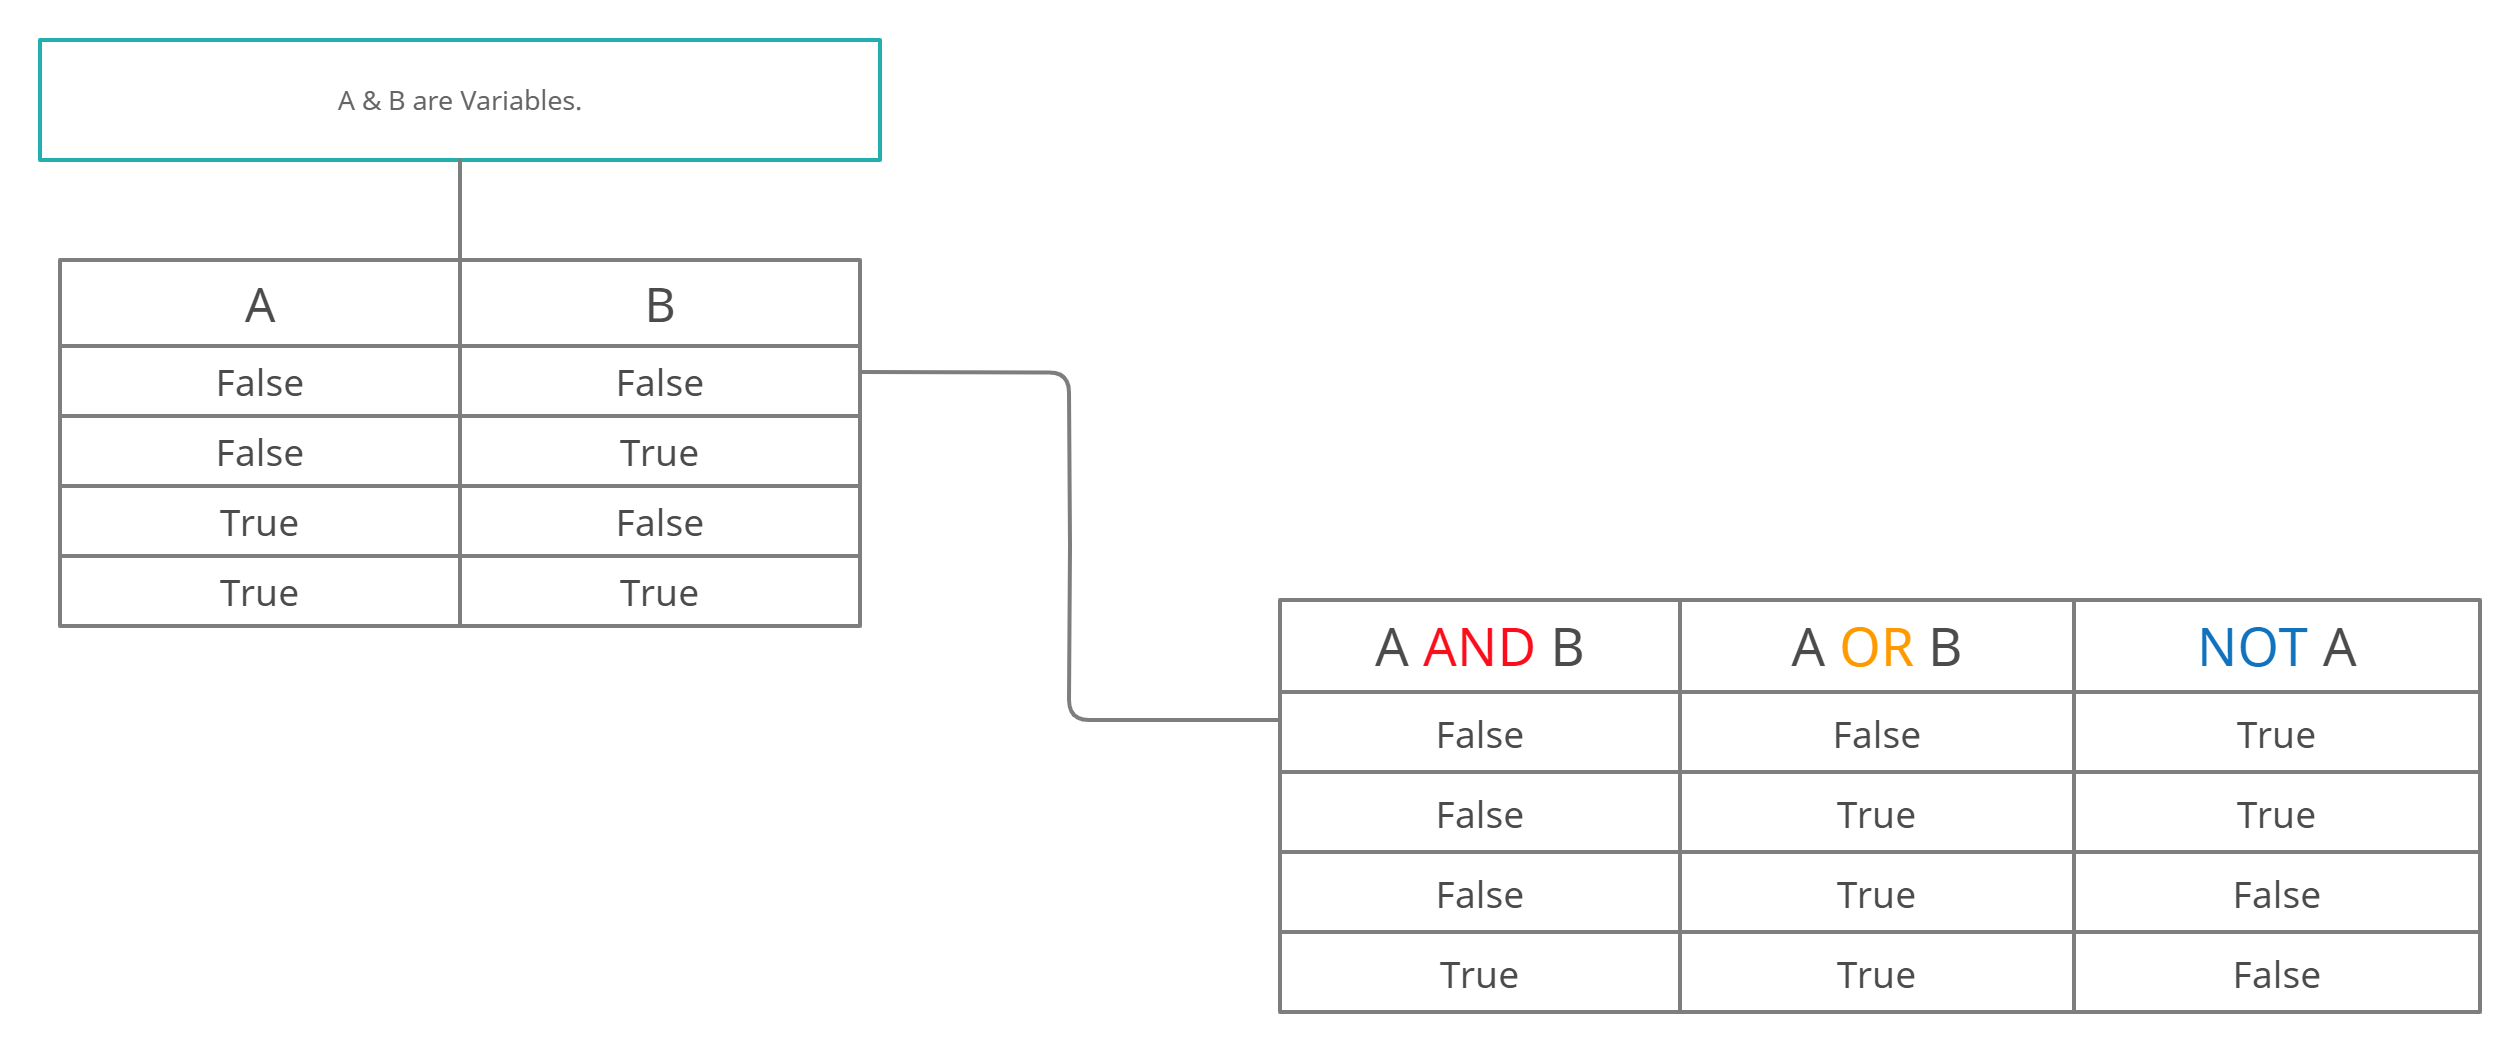 A & B are Variables.
A B
False False
False True
True False
True True
A AND B A OR B NOT A
False False True
False True True
False True False
True True False